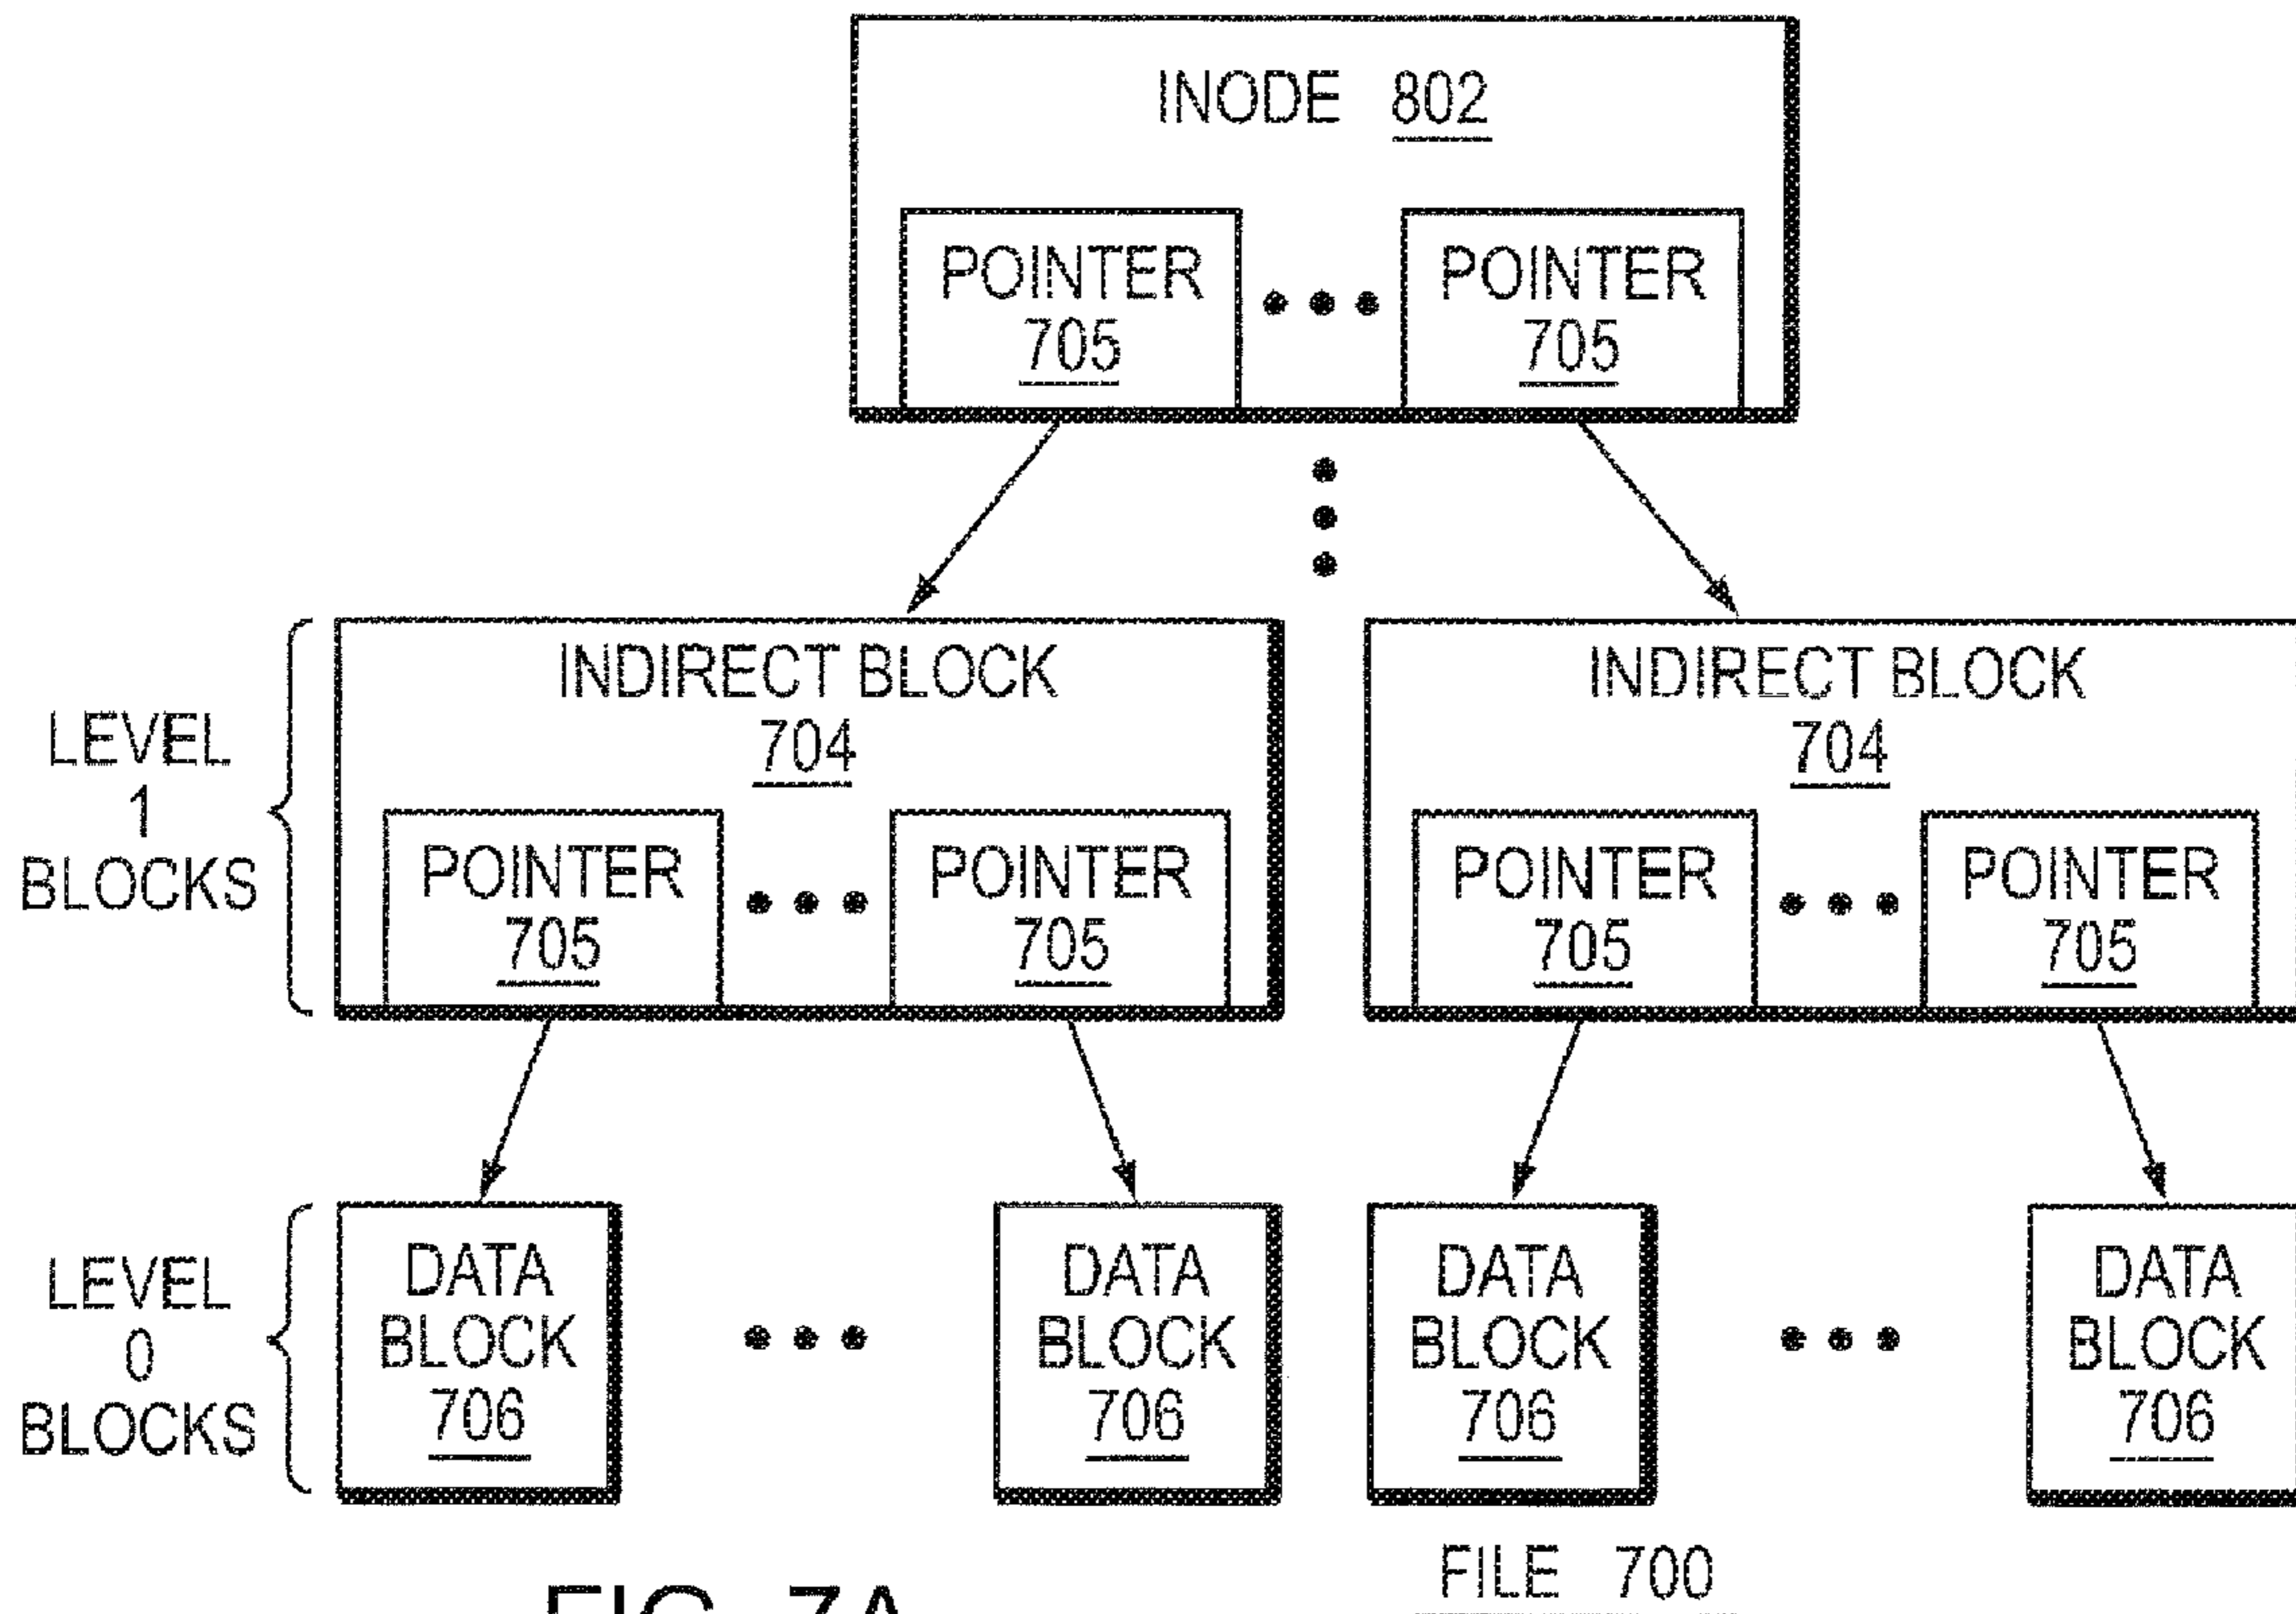 INODE 802
POINTER POINTER
705 705
INDIRECT BLOCK INDIRECT BLOCK
704 704
LEVEL
1
BLOCKS
POINTER POINTER POINTER POINTER
705 705 705 705
LEVEL
0
BLOCKS
DATA DATA DATA DATA
BLOCK BLOCK BLOCK BLOCK
706 706 706 706
FILE 700
FIG. 7A